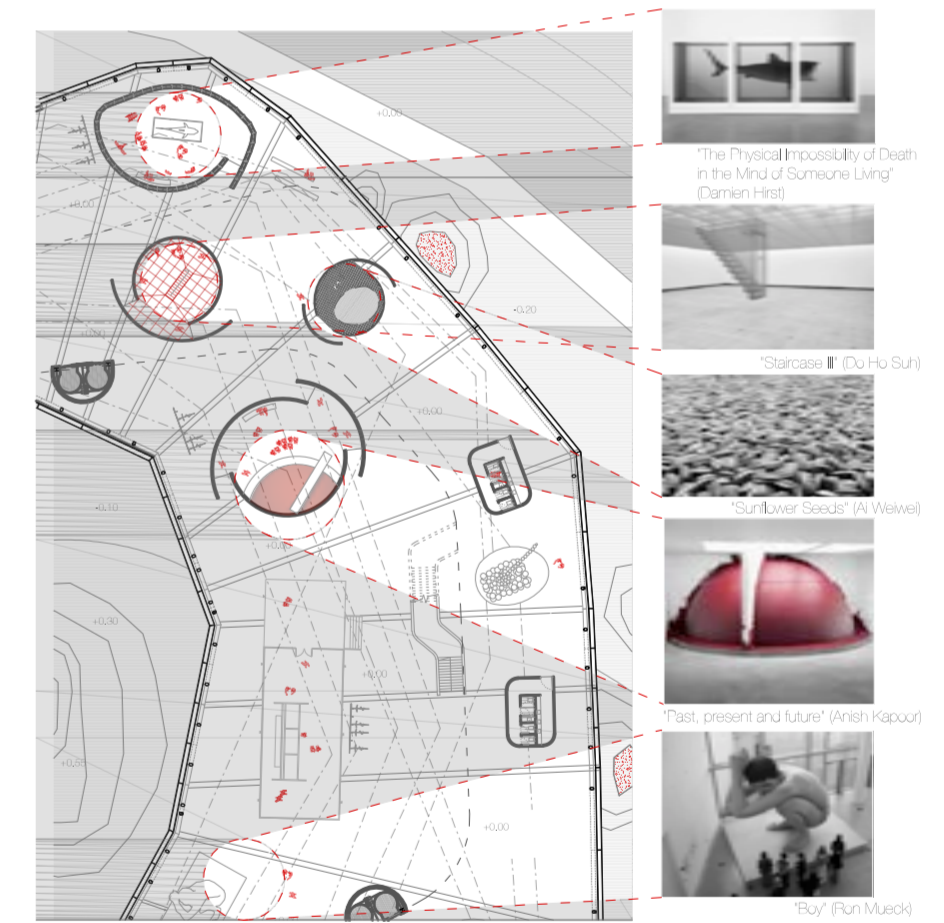 +0.00
"The Physical Impossibility of Death
in the Mind of Someone Living"
(Damien Hirst)
+0.00
-0.20
"Staircase III" (Do Ho Suh)
+0.00
-0.10
"Sunflower Seeds" (Ai Weiwei)
+0.30
+0.00
"Past, present and future" (Anish Kapoor)
+0.55
+0.00
"Boy" (Ron Mueck)